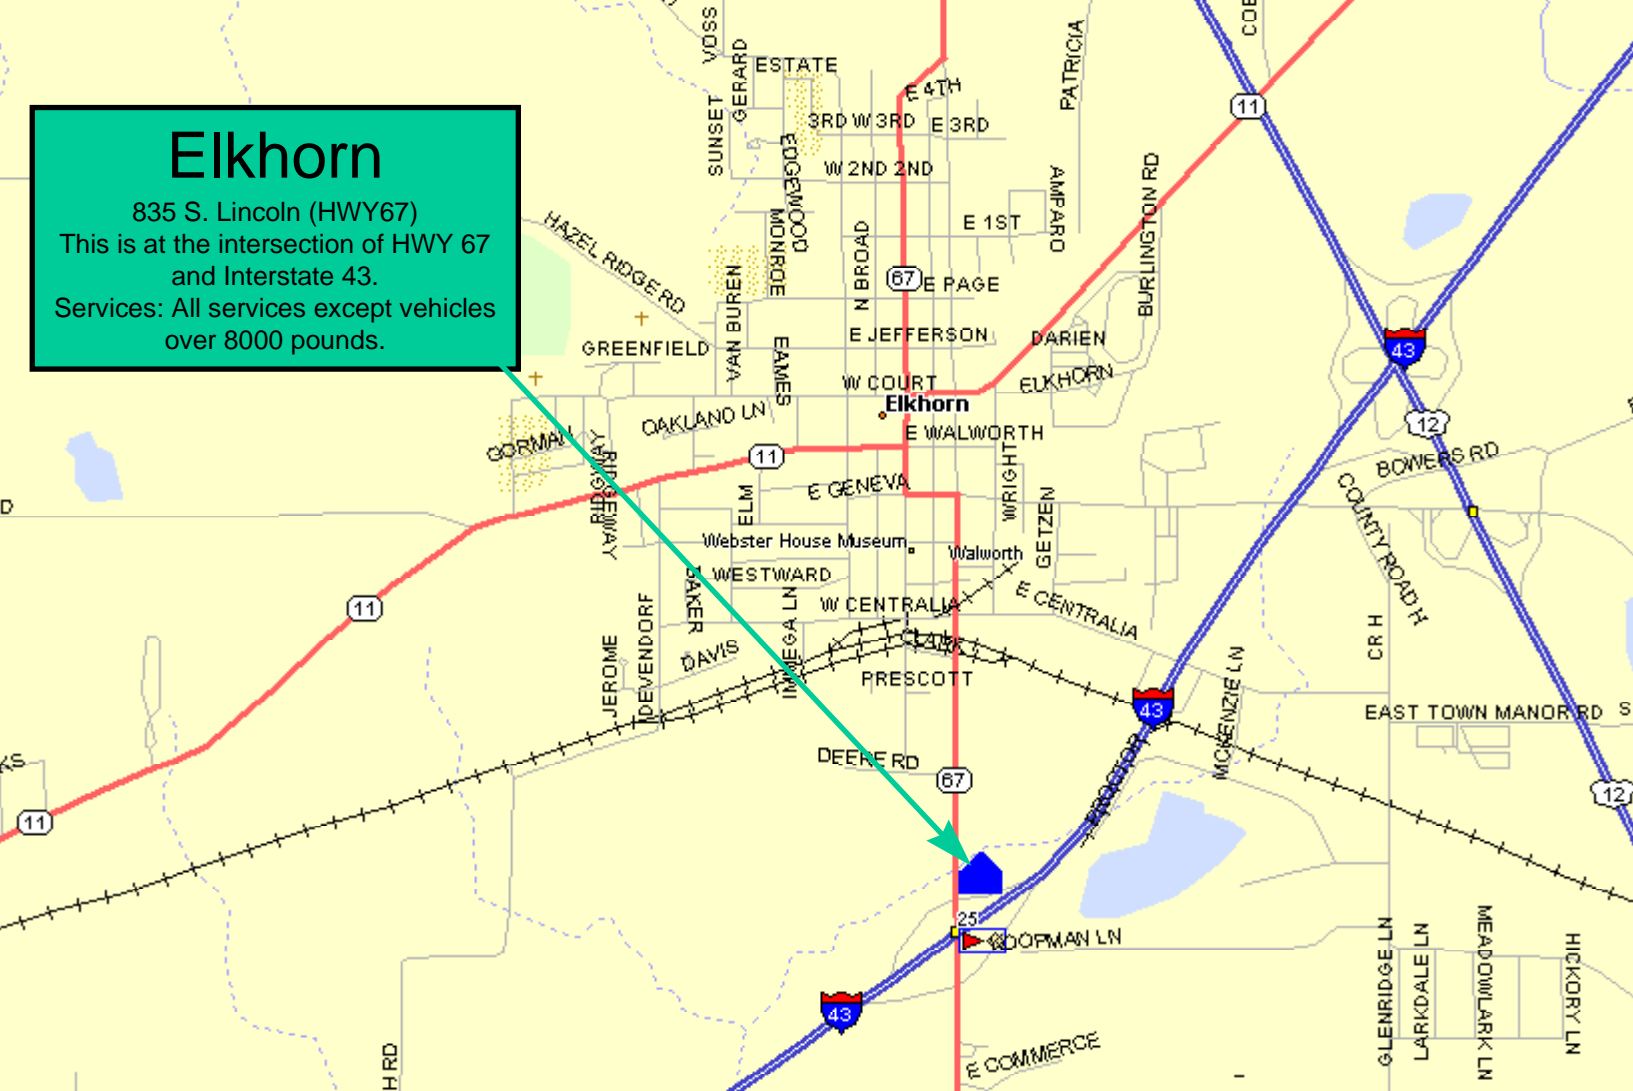 Elkhorn
835 S. Lincoln (HWY67)
This is at the intersection of HWY 67
and Interstate 43.
Services: All services except vehicles
over 8000 pounds.
VOSS
GERARD
SUNSET
ESTATE
E 4TH
3RD W 3RD
E 3RD
W 2ND 2ND
EDGEWOOD
MONROE
PATRICIA
AMPARO
BURLINGTON RD
11
E 1ST
N BROAD
HAZEL RIDGE RD
VAN BUREN
67
E PAGE
E JEFFERSON
DARIEN
GREENFIELD
EAMES
W COURT
ELKHORN
Elkhorn
OAKLAND LN
E WALWORTH
GORMAN
RIDGEWAY
RIDGEWAY
11
E GENEVA
ELM
WRIGHT
GETZEN
43
12
BOWERS RD
COUNTY ROAD H
D
Webster House Museum
Walworth
WESTWARD
BAKER
W CENTRALIA
E CENTRALIA
11
JEROME
DEVENDORF
DAVIS
CLARK
PRESCOTT
CR H
MCKENZIE LN
43
EAST TOWN MANOR RD
S
DEERE RD
67
PROCTOR
12
KS
11
25
KOOPMAN LN
43
GLENRIDGE LN
LARKDALE LN
MEADOWLARK LN
HICKORY LN
E COMMERCE
H RD